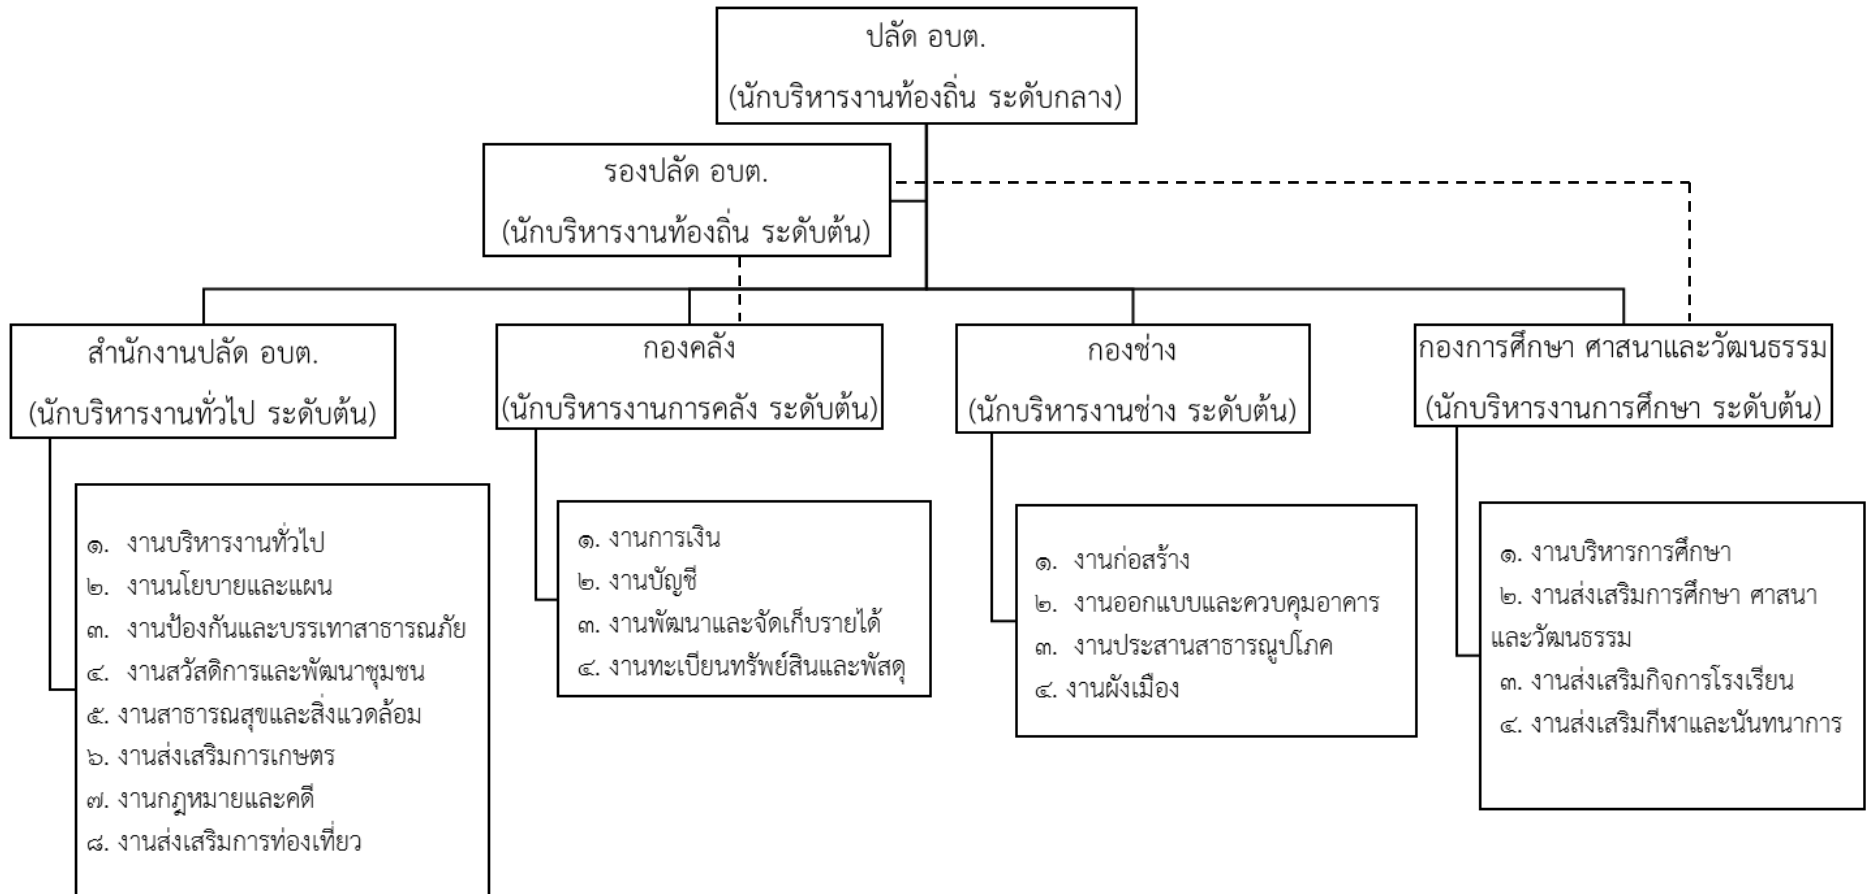 ปลัด อบต.
(นักบริหารงานท้องถิ่น ระดับกลาง)
รองปลัด อบต.
(นักบริหารงานท้องถิ่น ระดับต้น)
สำนักงานปลัด อบต.
(นักบริหารงานทั่วไป ระดับต้น)
กองคลัง
(นักบริหารงานการคลัง ระดับต้น)
กองช่าง
(นักบริหารงานช่าง ระดับต้น)
กองการศึกษา ศาสนาและวัฒนธรรม
(นักบริหารงานการศึกษา ระดับต้น)
๑. งานบริหารงานทั่วไป
๒. งานนโยบายและแผน
๓. งานป้องกันและบรรเทาสาธารณภัย
๔. งานสวัสดิการและพัฒนาชุมชน
๕. งานสาธารณสุขและสิ่งแวดล้อม
๖. งานส่งเสริมการเกษตร
๗. งานกฎหมายและคดี
๘. งานส่งเสริมการท่องเที่ยว
๑. งานการเงิน
๒. งานบัญชี
๓. งานพัฒนาและจัดเก็บรายได้
๔. งานทะเบียนทรัพย์สินและพัสดุ
๑. งานก่อสร้าง
๒. งานออกแบบและควบคุมอาคาร
๓. งานประสานสาธารณูปโภค
๔. งานผังเมือง
๑. งานบริหารการศึกษา
๒. งานส่งเสริมการศึกษา ศาสนา
และวัฒนธรรม
๓. งานส่งเสริมกิจการโรงเรียน
๔. งานส่งเสริมกีฬาและนันทนาการ